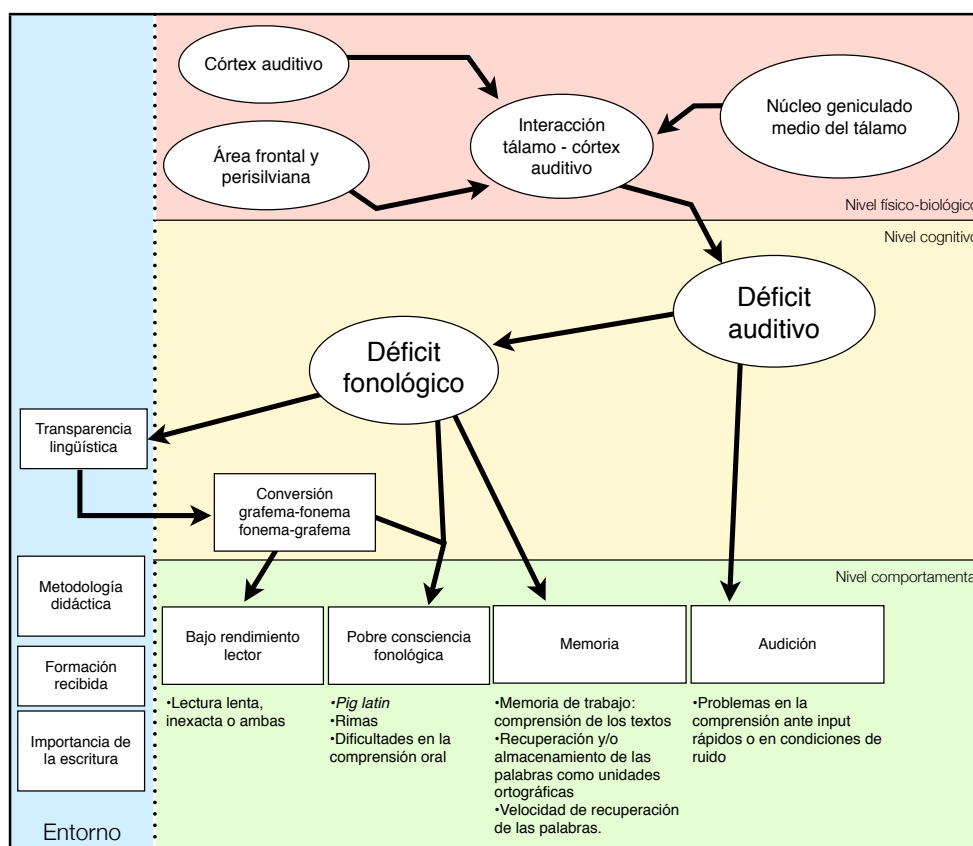 Córtex auditivo
Núcleo geniculado
medio del tálamo
Interacción
tálamo - córtex
auditivo
Área frontal y
perisilviana
Nivel físico-biológico
Nivel cognitivo
Déficit
auditivo
Déficit
fonológico
Transparencia
lingüística
Conversión
grafema-fonema
fonema-grafema
Nivel comportamenta
Metodología
didáctica
Formación
recibida
Importancia de
la escritura
Entorno
Bajo rendimiento
lector
•Lectura lenta,
inexacta o ambas
Pobre consciencia
fonológica
•Pig latin
•Rimas
•Dificultades en la
comprensión oral
Memoria
•Memoria de trabajo:
comprensión de los textos
•Recuperación y/o
almacenamiento de las
palabras como unidades
ortográficas
•Velocidad de recuperación
de las palabras.
Audición
•Problemas en la
comprensión ante input
rápidos o en condiciones de
ruido